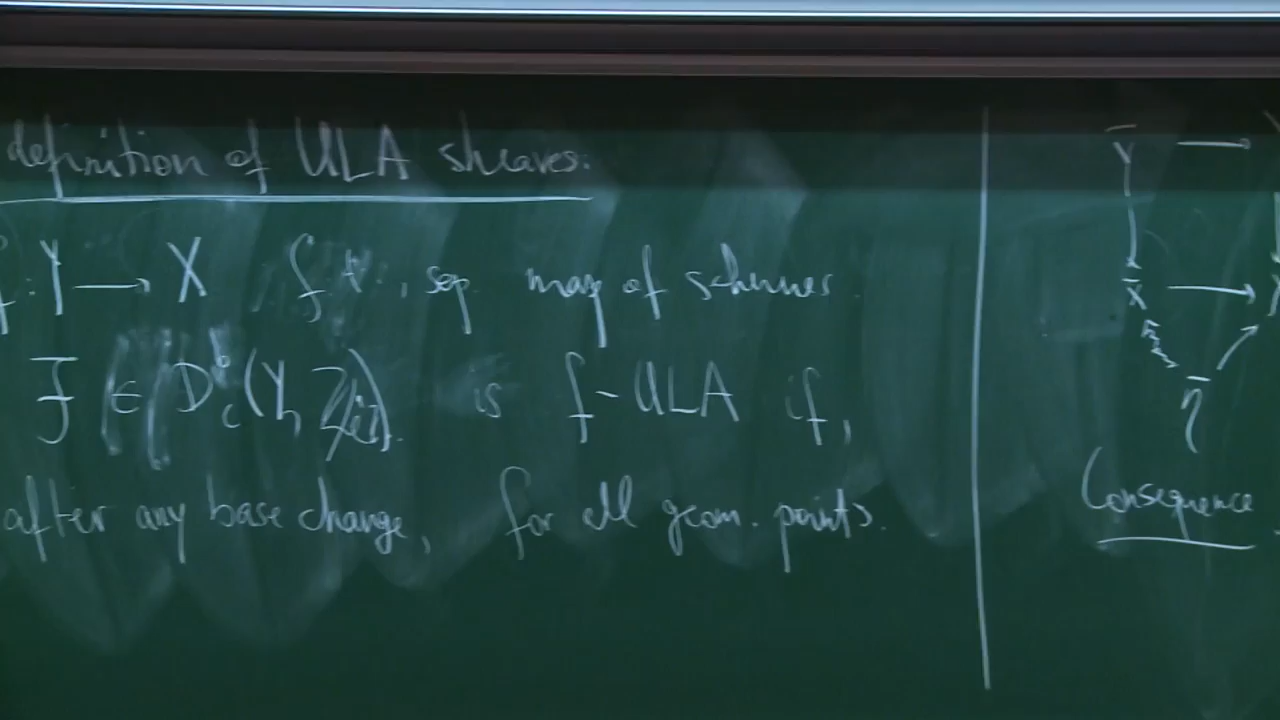 definition of ULA sheaves.
f: Y → X ft, sep. map of schemes
F ∈ D^b_c(Y, ) is f-ULA if,
after any base change, for all geom. points.
Y →
x̄ →
η̄
Consequence